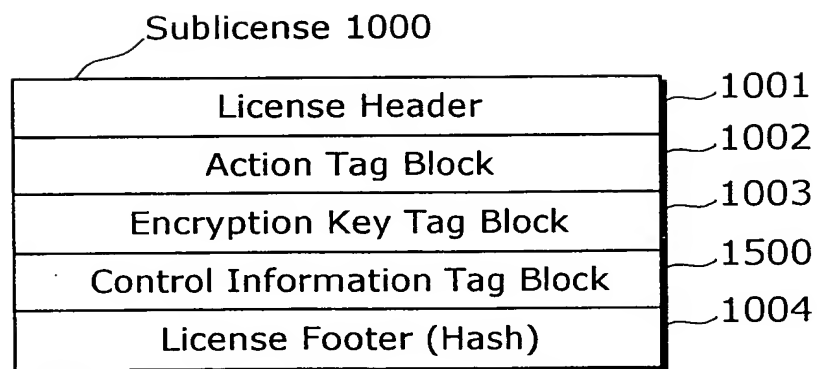 Sublicense 1000
License Header 1001
Action Tag Block 1002
Encryption Key Tag Block 1003
Control Information Tag Block 1500
License Footer (Hash) 1004